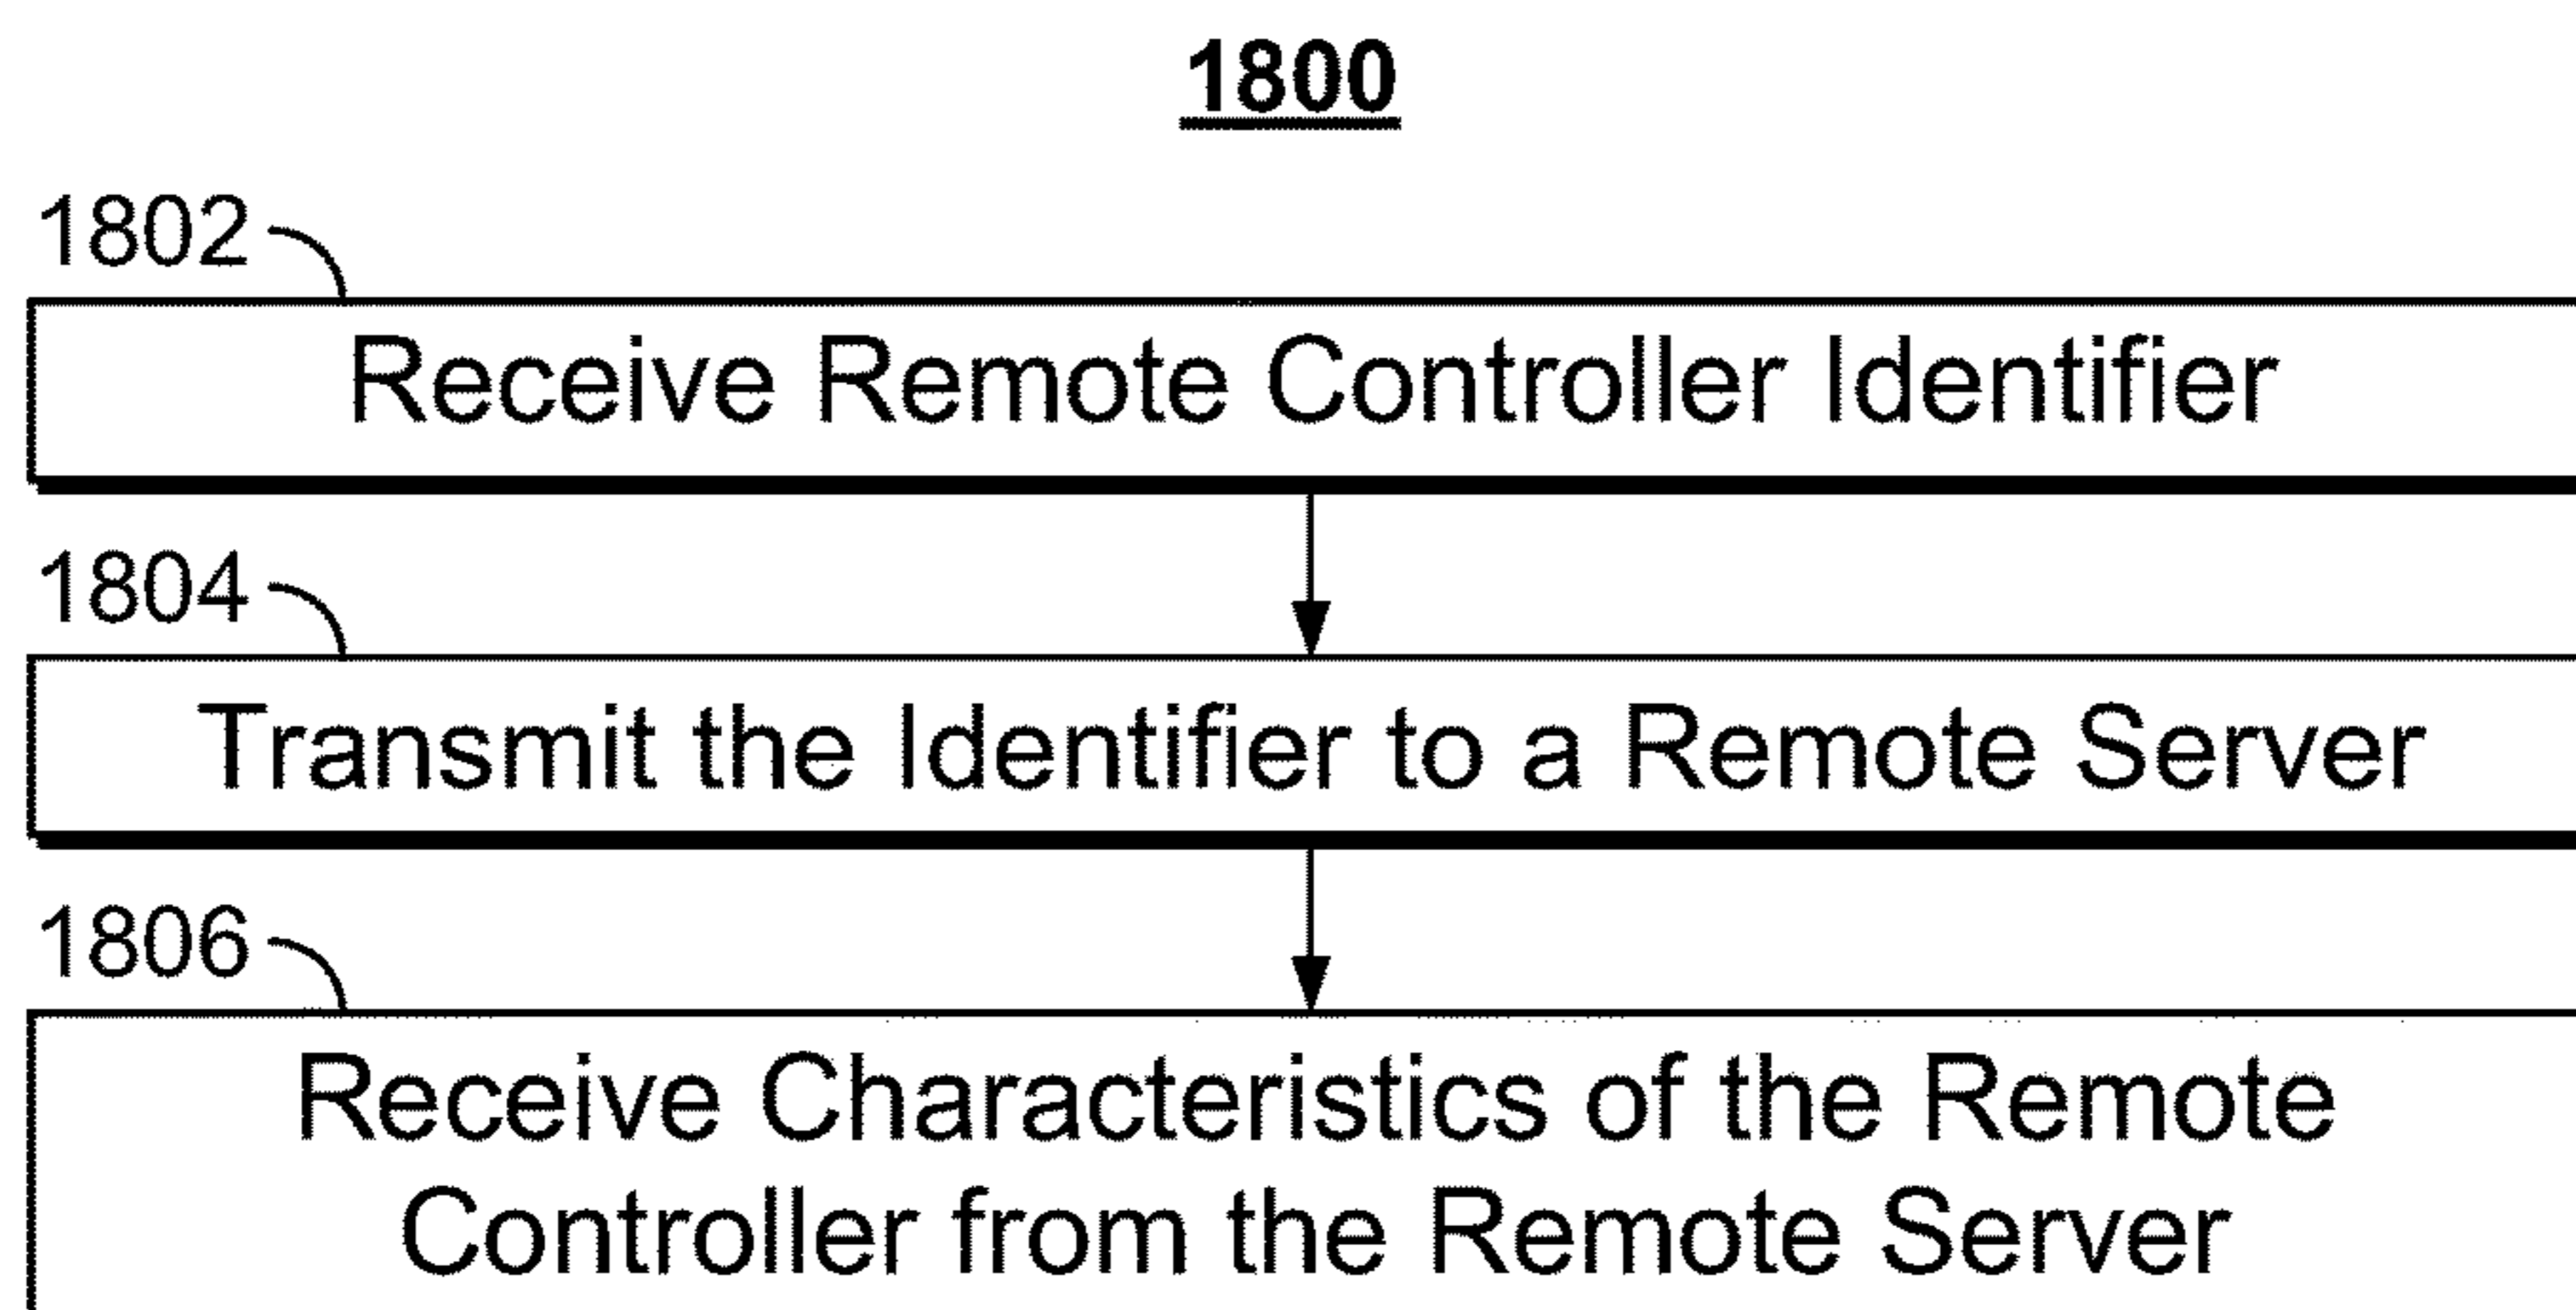 1800
1802
Receive Remote Controller Identifier
1804
Transmit the Identifier to a Remote Server
1806
Receive Characteristics of the Remote
Controller from the Remote Server